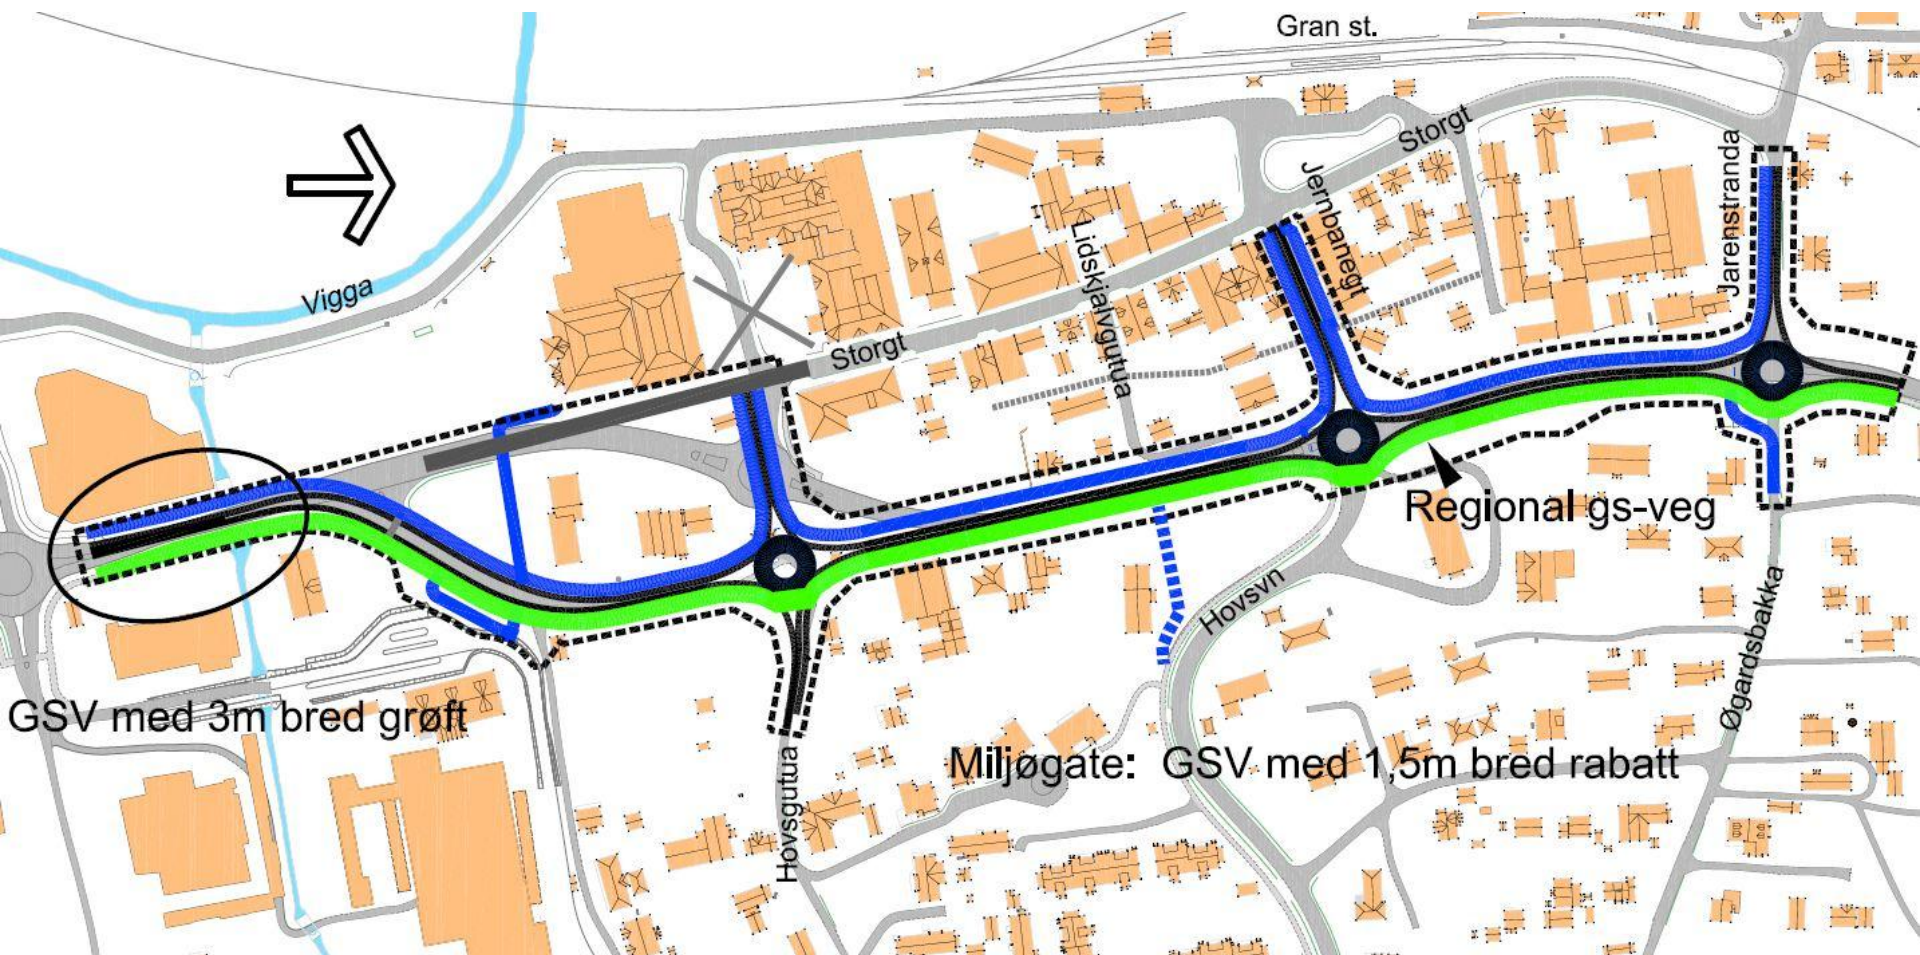 Gran st.
Storgt
Jernbanegt
Jarenstranda
Lidskjalvgutua
Vigga
Storgt
Regional gs-veg
Hovsvn
Øgardsbakka
GSV med 3m bred grøft
Miljøgate: GSV med 1,5m bred rabatt
Hovsgutua